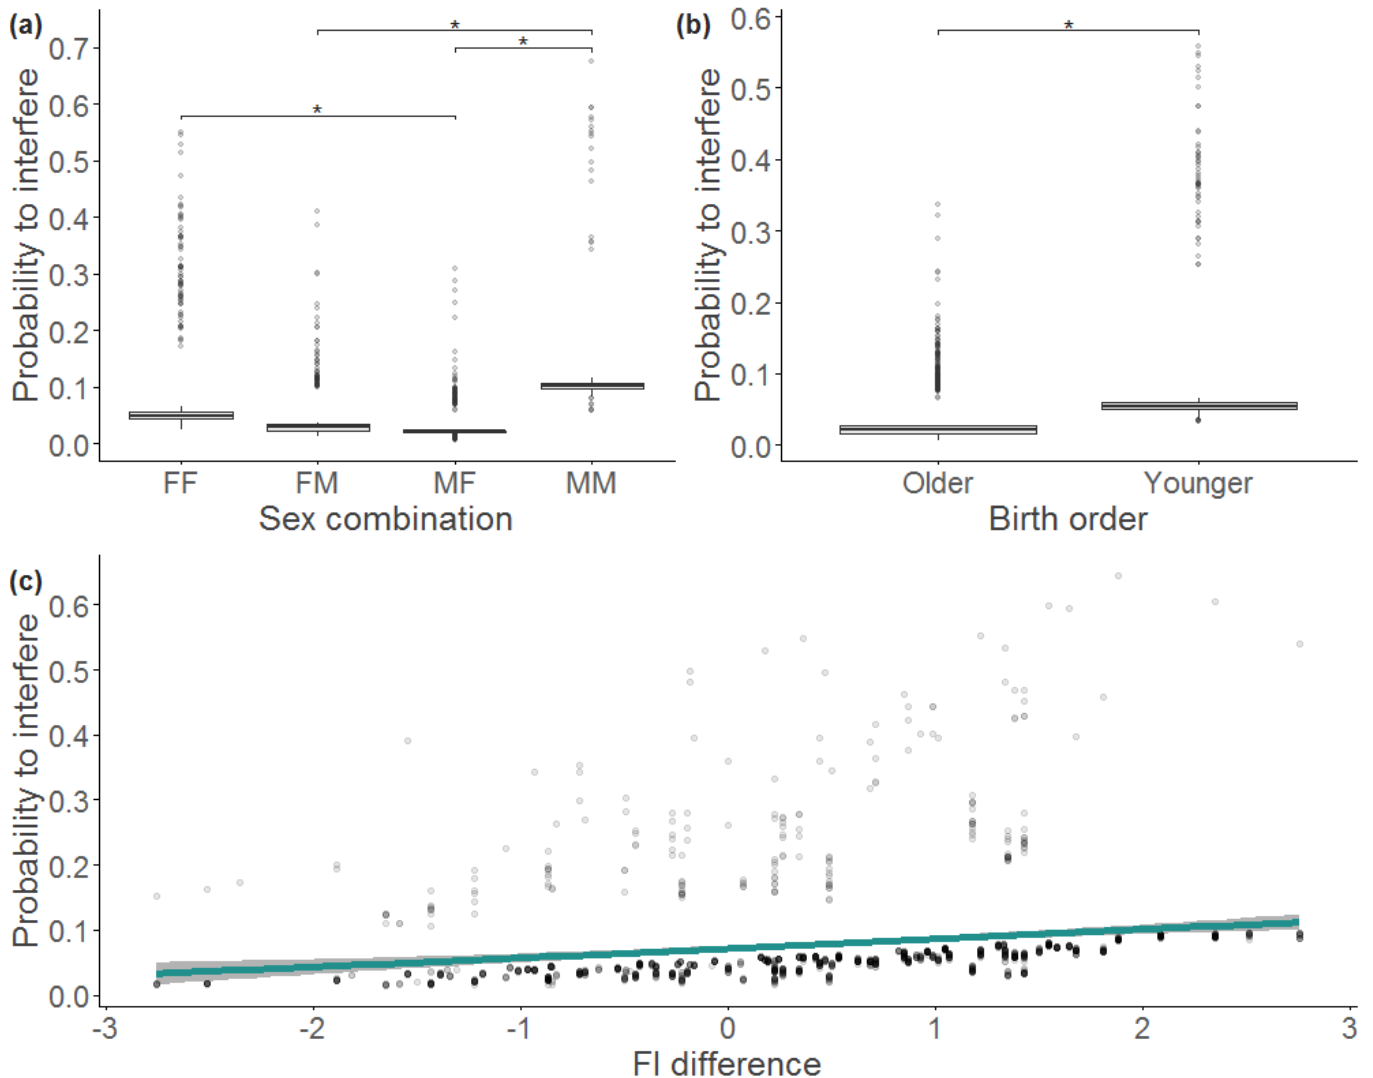 (a)
Probability to interfere
0.7
0.6
0.5
0.4
0.3
0.2
0.1
0.0
*
*
*
FF FM MF MM
Sex combination
(b)
Probability to interfere
0.6
0.5
0.4
0.3
0.2
0.1
0.0
*
Older Younger
Birth order
(c)
Probability to interfere
0.6
0.5
0.4
0.3
0.2
0.1
0.0
-3 -2 -1 0 1 2 3
FI difference